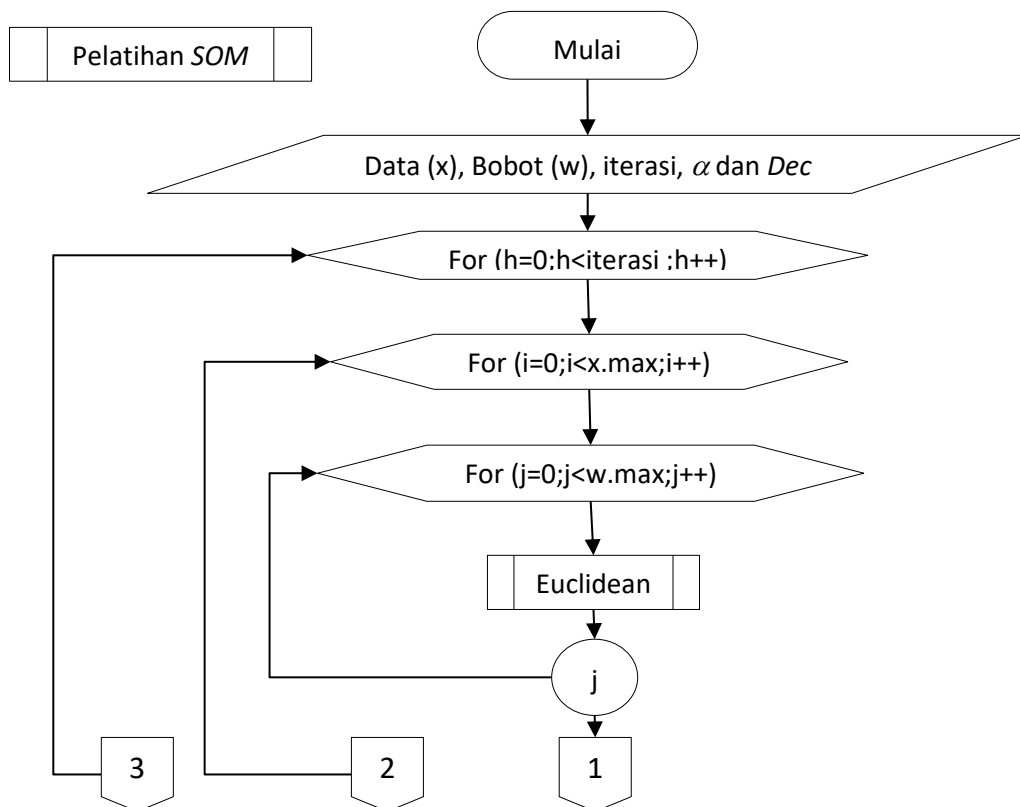 Pelatihan SOM
Mulai
Data (x), Bobot (w), iterasi, α dan Dec
For (h=0;h<iterasi ;h++)
For (i=0;i<x.max;i++)
For (j=0;j<w.max;j++)
Euclidean
j
3
2
1